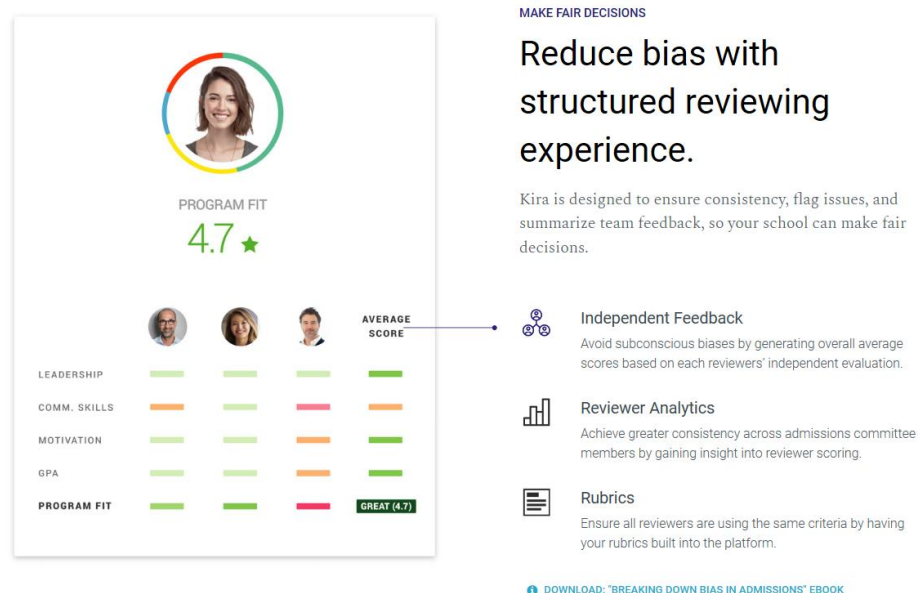 MAKE FAIR DECISIONS
Reduce bias with
structured reviewing
experience.
Kira is designed to ensure consistency, flag issues, and
summarize team feedback, so your school can make fair
decisions.
PROGRAM FIT
4.7
AVERAGE
SCORE
LEADERSHIP
COMM. SKILLS
MOTIVATION
GPA
PROGRAM FIT
GREAT (4.7)
Independent Feedback
Avoid subconscious biases by generating overall average
scores based on each reviewers' independent evaluation.
Reviewer Analytics
Achieve greater consistency across admissions committee
members by gaining insight into reviewer scoring.
Rubrics
Ensure all reviewers are using the same criteria by having
your rubrics built into the platform.
DOWNLOAD: "BREAKING DOWN BIAS IN ADMISSIONS" EBOOK